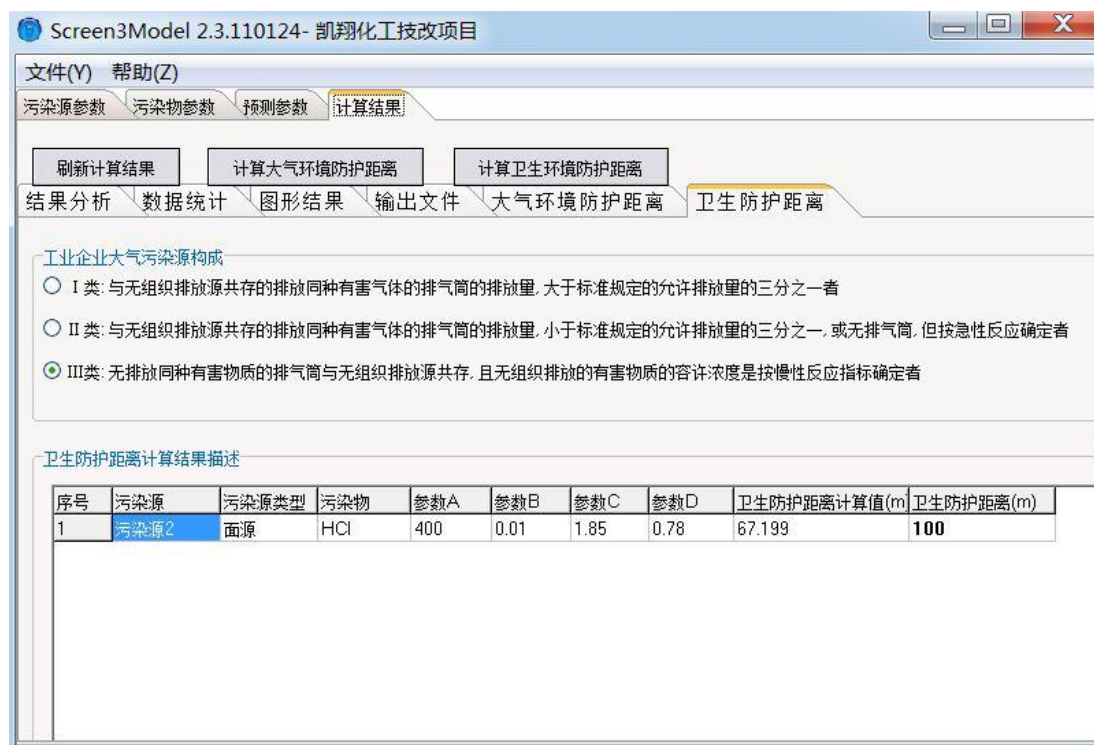 Screen3Model 2.3.110124- 凯翔化工技改项目
文件(Y) 帮助(Z)
污染源参数 污染物参数 预测参数 计算结果
刷新计算结果 计算大气环境防护距离 计算卫生环境防护距离
结果分析 数据统计 图形结果 输出文件 大气环境防护距离 卫生防护距离
工业企业大气污染源构成
I 类: 与无组织排放源共存的排放同种有害气体的排气筒的排放量, 大于标准规定的允许排放量的三分之一者
II 类: 与无组织排放源共存的排放同种有害气体的排气筒的排放量, 小于标准规定的允许排放量的三分之一, 或无排气筒, 但按急性反应确定者
III类: 无排放同种有害物质的排气筒与无组织排放源共存, 且无组织排放的有害物质的容许浓度是按慢性反应指标确定者
卫生防护距离计算结果描述
序号 污染源 污染源类型 污染物 参数A 参数B 参数C 参数D 卫生防护距离计算值(m 卫生防护距离(m)
1 污染源2 面源 HCl 400 0.01 1.85 0.78 67.199 100